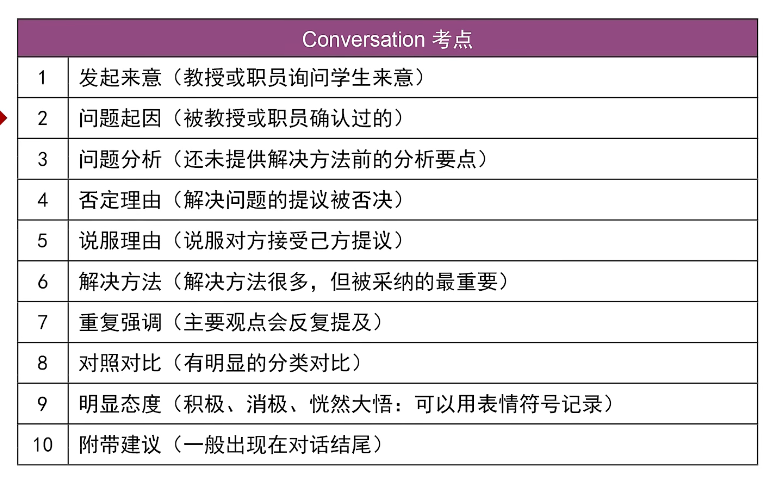 Conversation 考点
1 发起来意（教授或职员询问学生来意）
2 问题起因（被教授或职员确认过的）
3 问题分析（还未提供解决方法前的分析要点）
4 否定理由（解决问题的提议被否决）
5 说服理由（说服对方接受己方提议）
6 解决方法（解决方法很多，但被采纳的最重要）
7 重复强调（主要观点会反复提及）
8 对照对比（有明显的分类对比）
9 明显态度（积极、消极、恍然大悟：可以用表情符号记录）
10 附带建议（一般出现在对话结尾）